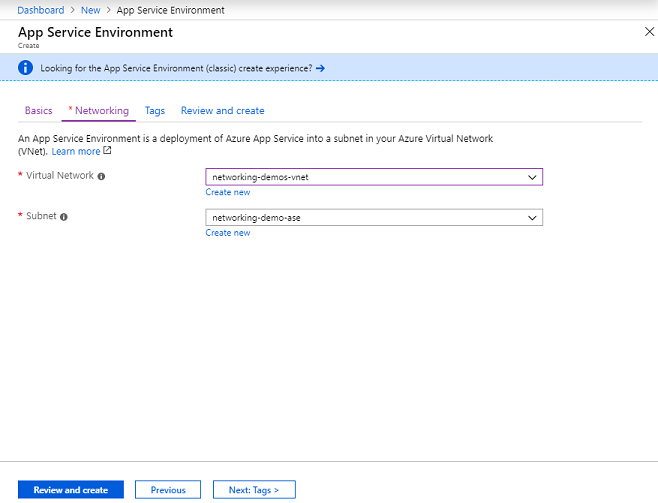 Dashboard > New > App Service Environment
App Service Environment
Create
Looking for the App Service Environment (classic) create experience? →
Basics * Networking Tags Review and create
An App Service Environment is a deployment of Azure App Service into a subnet in your Azure Virtual Network
(VNet). Learn more
* Virtual Network networking-demos-vnet
Create new
* Subnet networking-demo-ase
Create new
Review and create Previous Next: Tags >